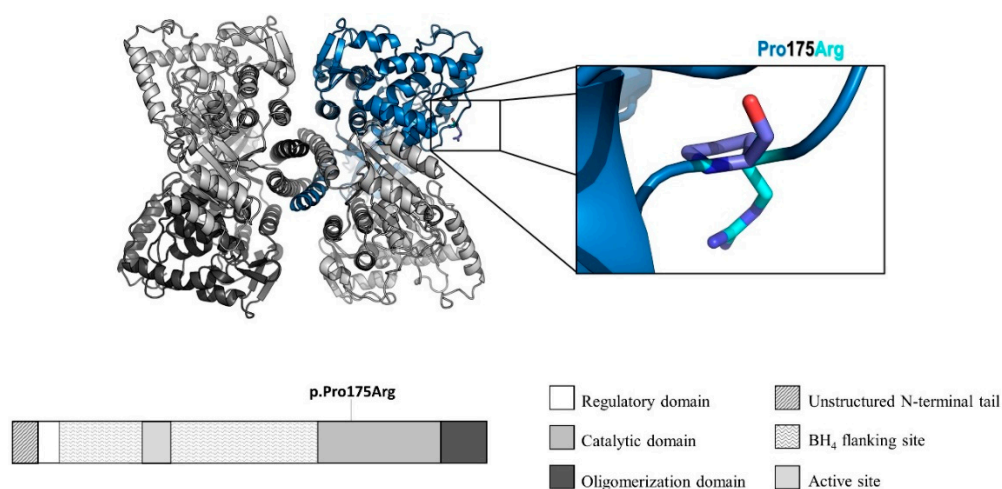 Pro175Arg
p.Pro175Arg
Regulatory domain
Unstructured N-terminal tail
Catalytic domain
BH₄ flanking site
Oligomerization domain
Active site